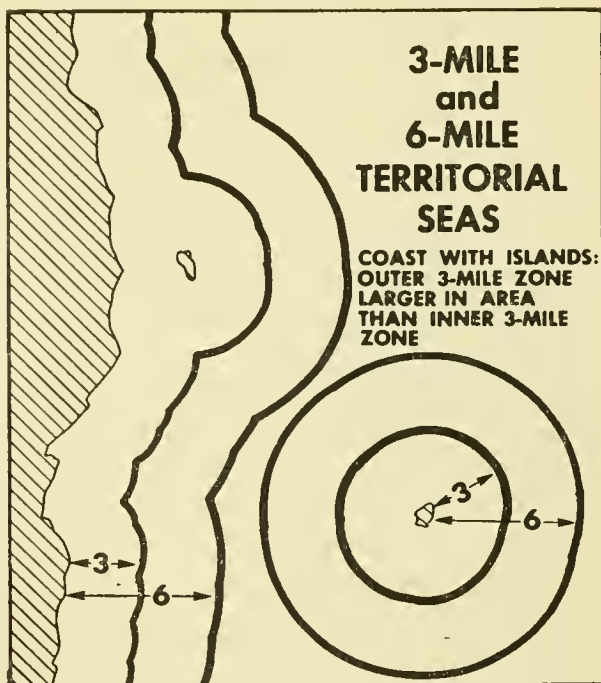 3-MILE
and
6-MILE
TERRITORIAL
SEAS
COAST WITH ISLANDS:
OUTER 3-MILE ZONE
LARGER IN AREA
THAN INNER 3-MILE
ZONE
3
6
3
6